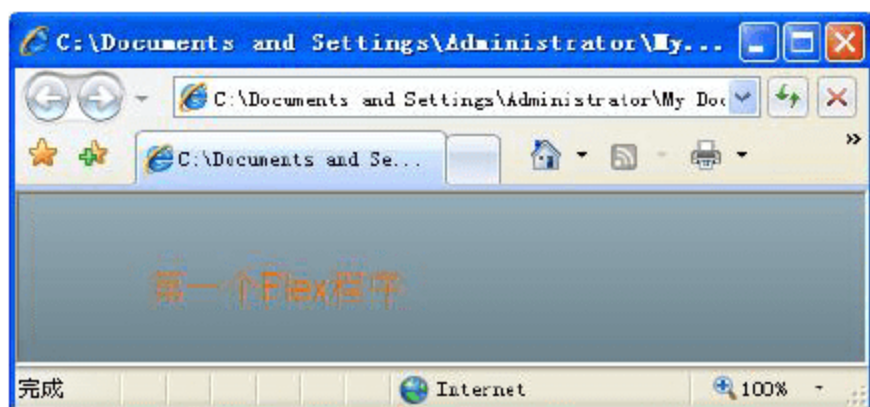 C:\Documents and Settings\Administrator\My...
C:\Documents and Settings\Administrator\My Doc
C:\Documents and Se...
»
第一个Flex程序
完成
Internet
100%